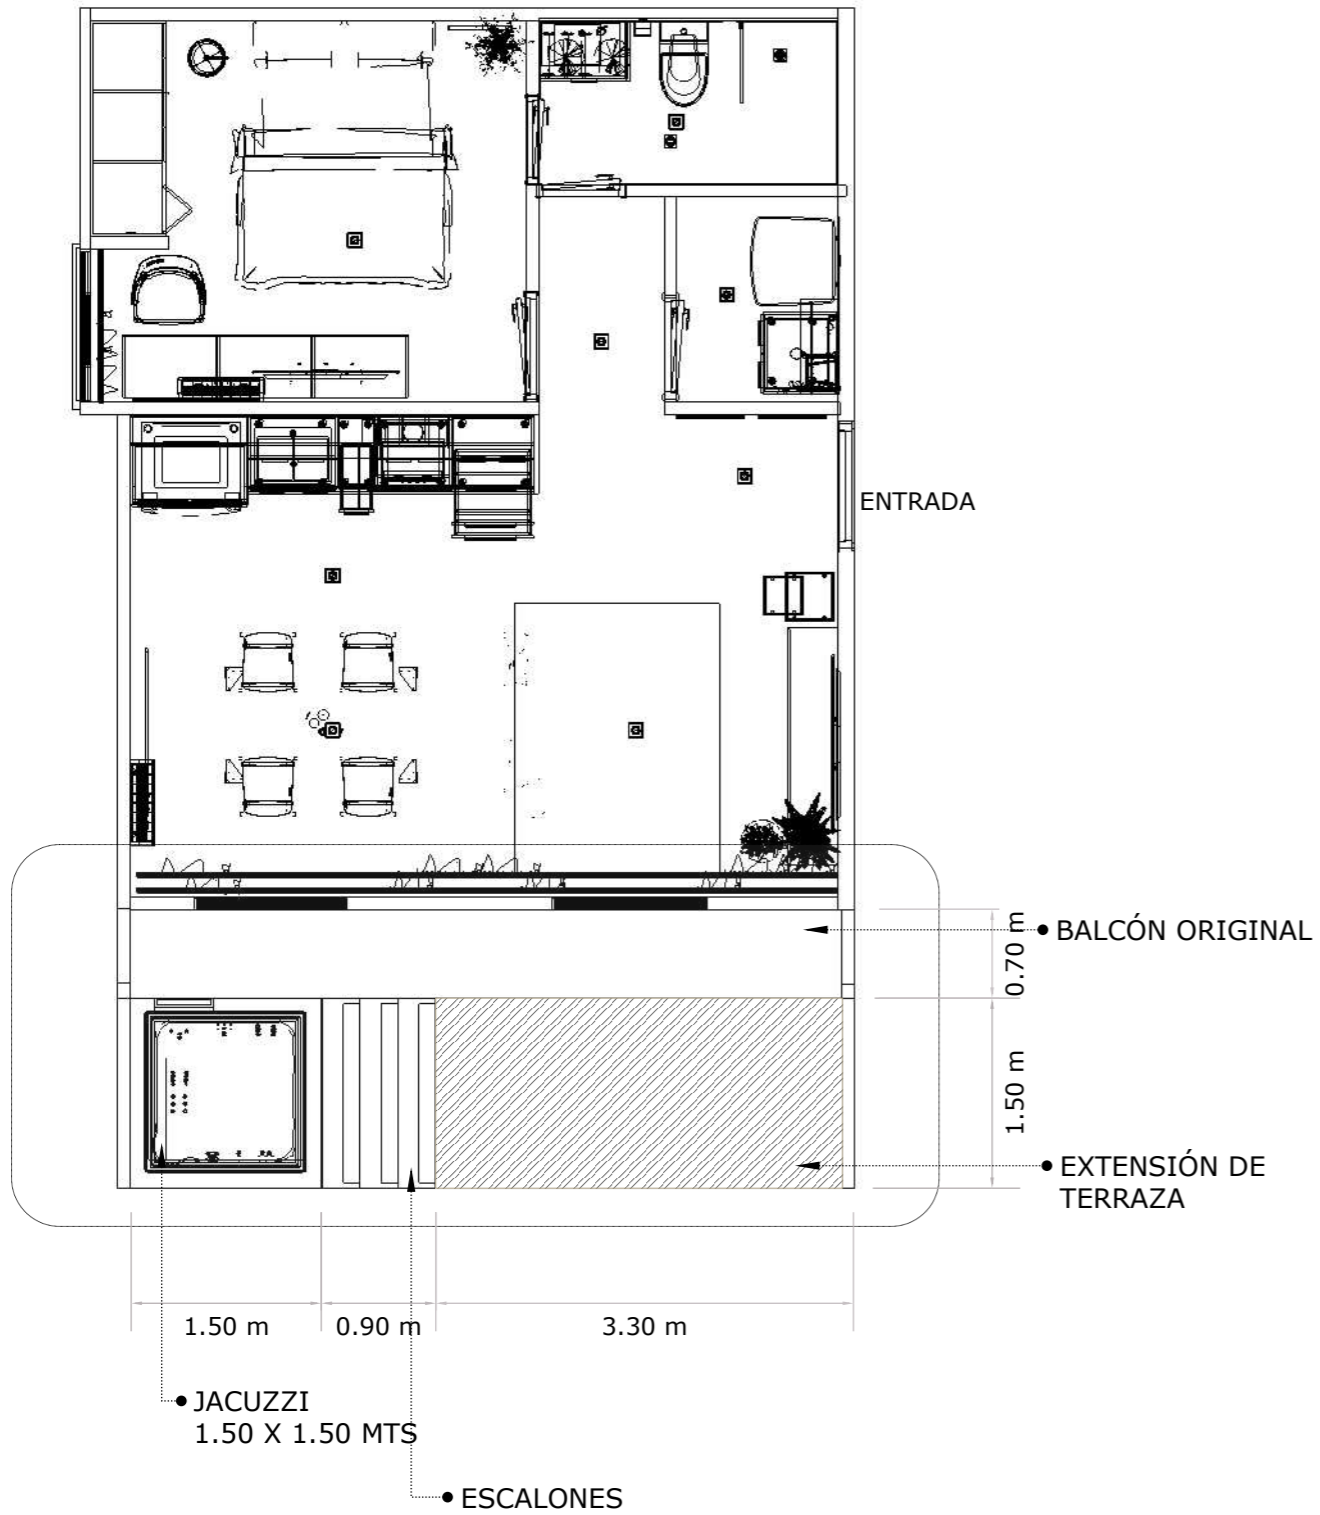 ENTRADA
BALCÓN ORIGINAL
0.70 m
1.50 m
EXTENSIÓN DE
TERRAZA
1.50 m
0.90 m
3.30 m
JACUZZI
1.50 X 1.50 MTS
ESCALONES